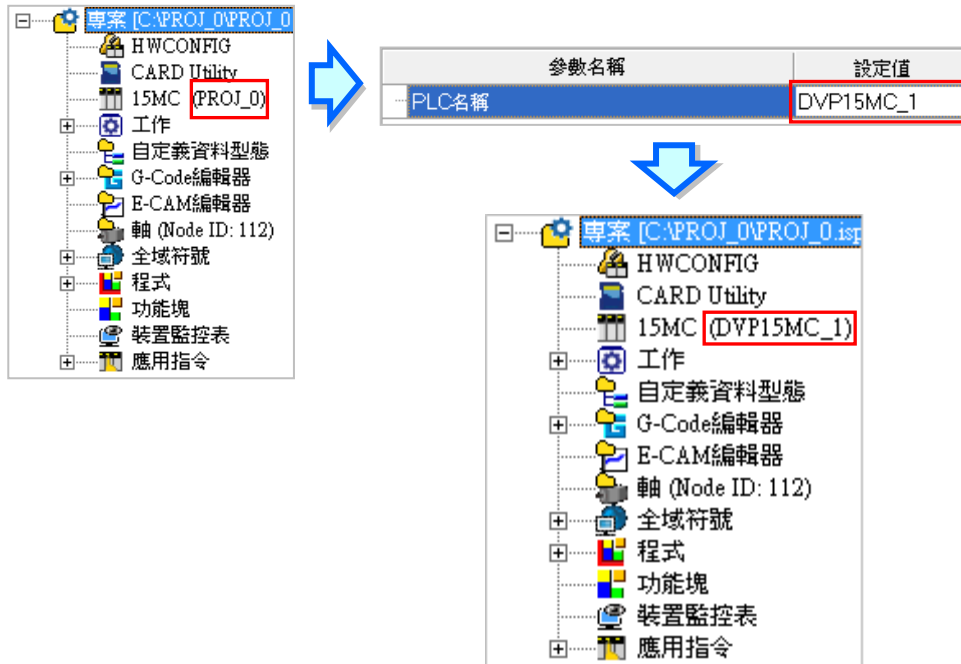 專案 [C:\PROJ_0\PROJ_0
HWCONFIG
CARD Utility
15MC (PROJ_0)
工作
自定義資料型態
G-Code編輯器
E-CAM編輯器
軸 (Node ID: 112)
全域符號
程式
功能塊
裝置監控表
應用指令
參數名稱 設定值
PLC名稱 DVP15MC_1
專案 [C:\PROJ_0\PROJ_0.isp
HWCONFIG
CARD Utility
15MC (DVP15MC_1)
工作
自定義資料型態
G-Code編輯器
E-CAM編輯器
軸 (Node ID: 112)
全域符號
程式
功能塊
裝置監控表
應用指令